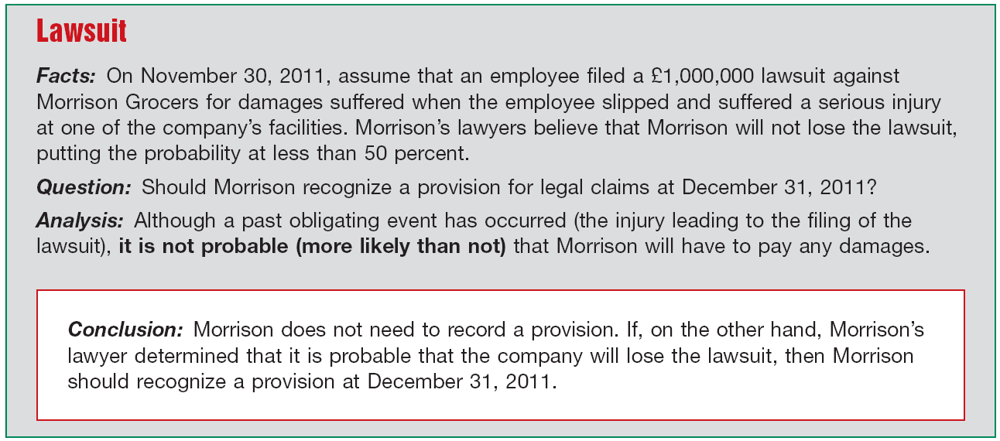 Lawsuit
Facts: On November 30, 2011, assume that an employee filed a £1,000,000 lawsuit against
Morrison Grocers for damages suffered when the employee slipped and suffered a serious injury
at one of the company's facilities. Morrison's lawyers believe that Morrison will not lose the lawsuit,
putting the probability at less than 50 percent.
Question: Should Morrison recognize a provision for legal claims at December 31, 2011?
Analysis: Although a past obligating event has occurred (the injury leading to the filing of the
lawsuit), it is not probable (more likely than not) that Morrison will have to pay any damages.
Conclusion: Morrison does not need to record a provision. If, on the other hand, Morrison's
lawyer determined that it is probable that the company will lose the lawsuit, then Morrison
should recognize a provision at December 31, 2011.